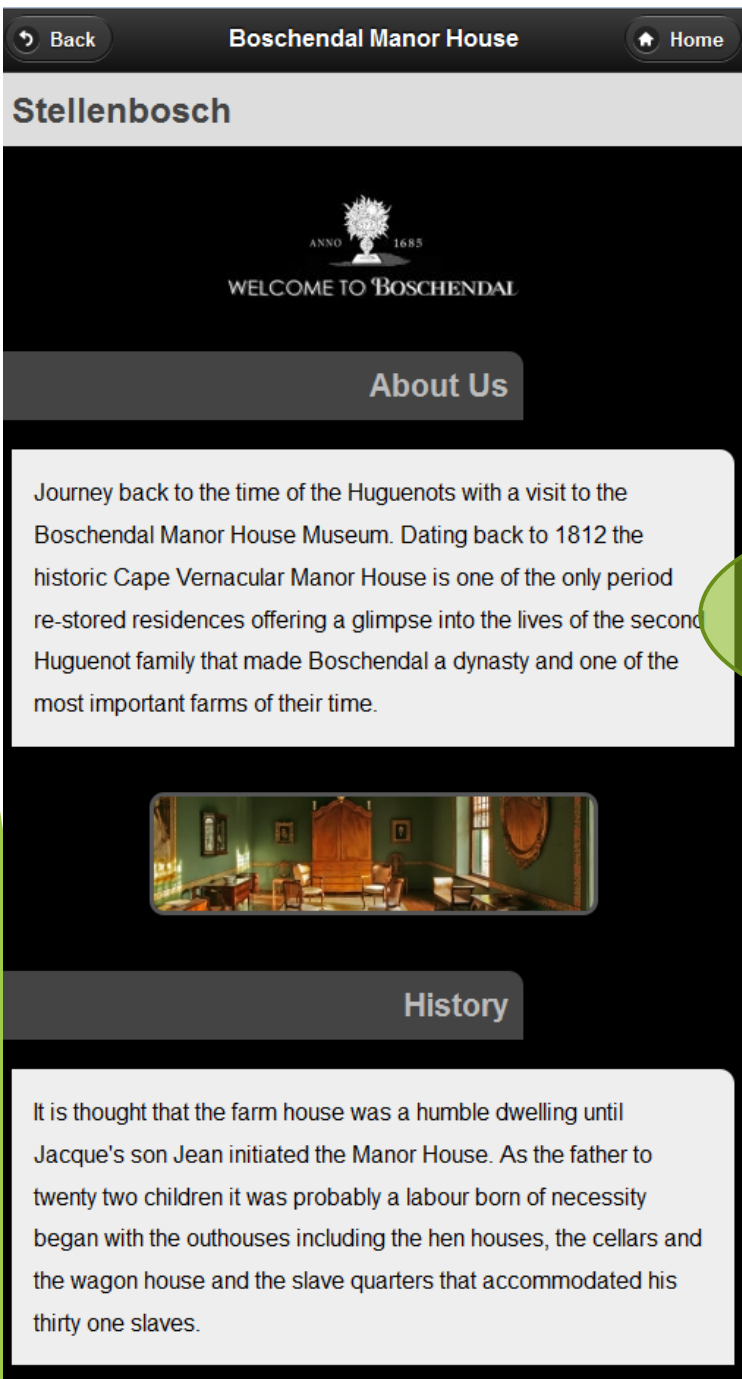 Back
Boschendal Manor House
Home
Stellenbosch
ANNO 1685
WELCOME TO BOSCHENDAL
About Us
Journey back to the time of the Huguenots with a visit to the
Boschendal Manor House Museum. Dating back to 1812 the
historic Cape Vernacular Manor House is one of the only period
re-stored residences offering a glimpse into the lives of the second
Huguenot family that made Boschendal a dynasty and one of the
most important farms of their time.
History
It is thought that the farm house was a humble dwelling until
Jacque's son Jean initiated the Manor House. As the father to
twenty two children it was probably a labour born of necessity
began with the outhouses including the hen houses, the cellars and
the wagon house and the slave quarters that accommodated his
thirty one slaves.